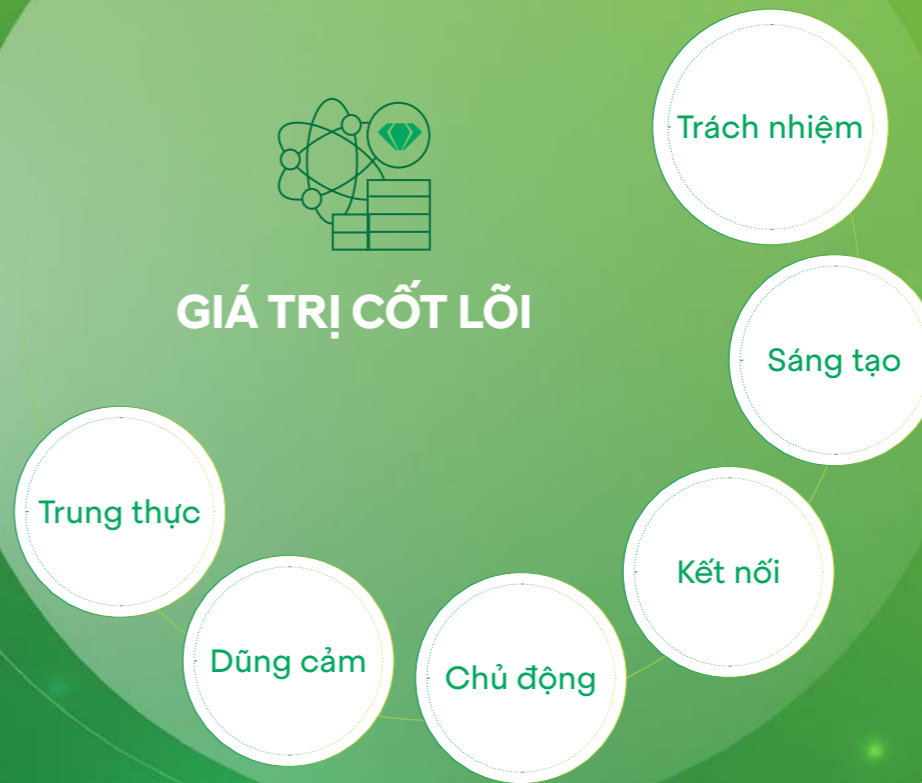 GIÁ TRỊ CỐT LÕI
Trách nhiệm
Sáng tạo
Kết nối
Chủ động
Dũng cảm
Trung thực